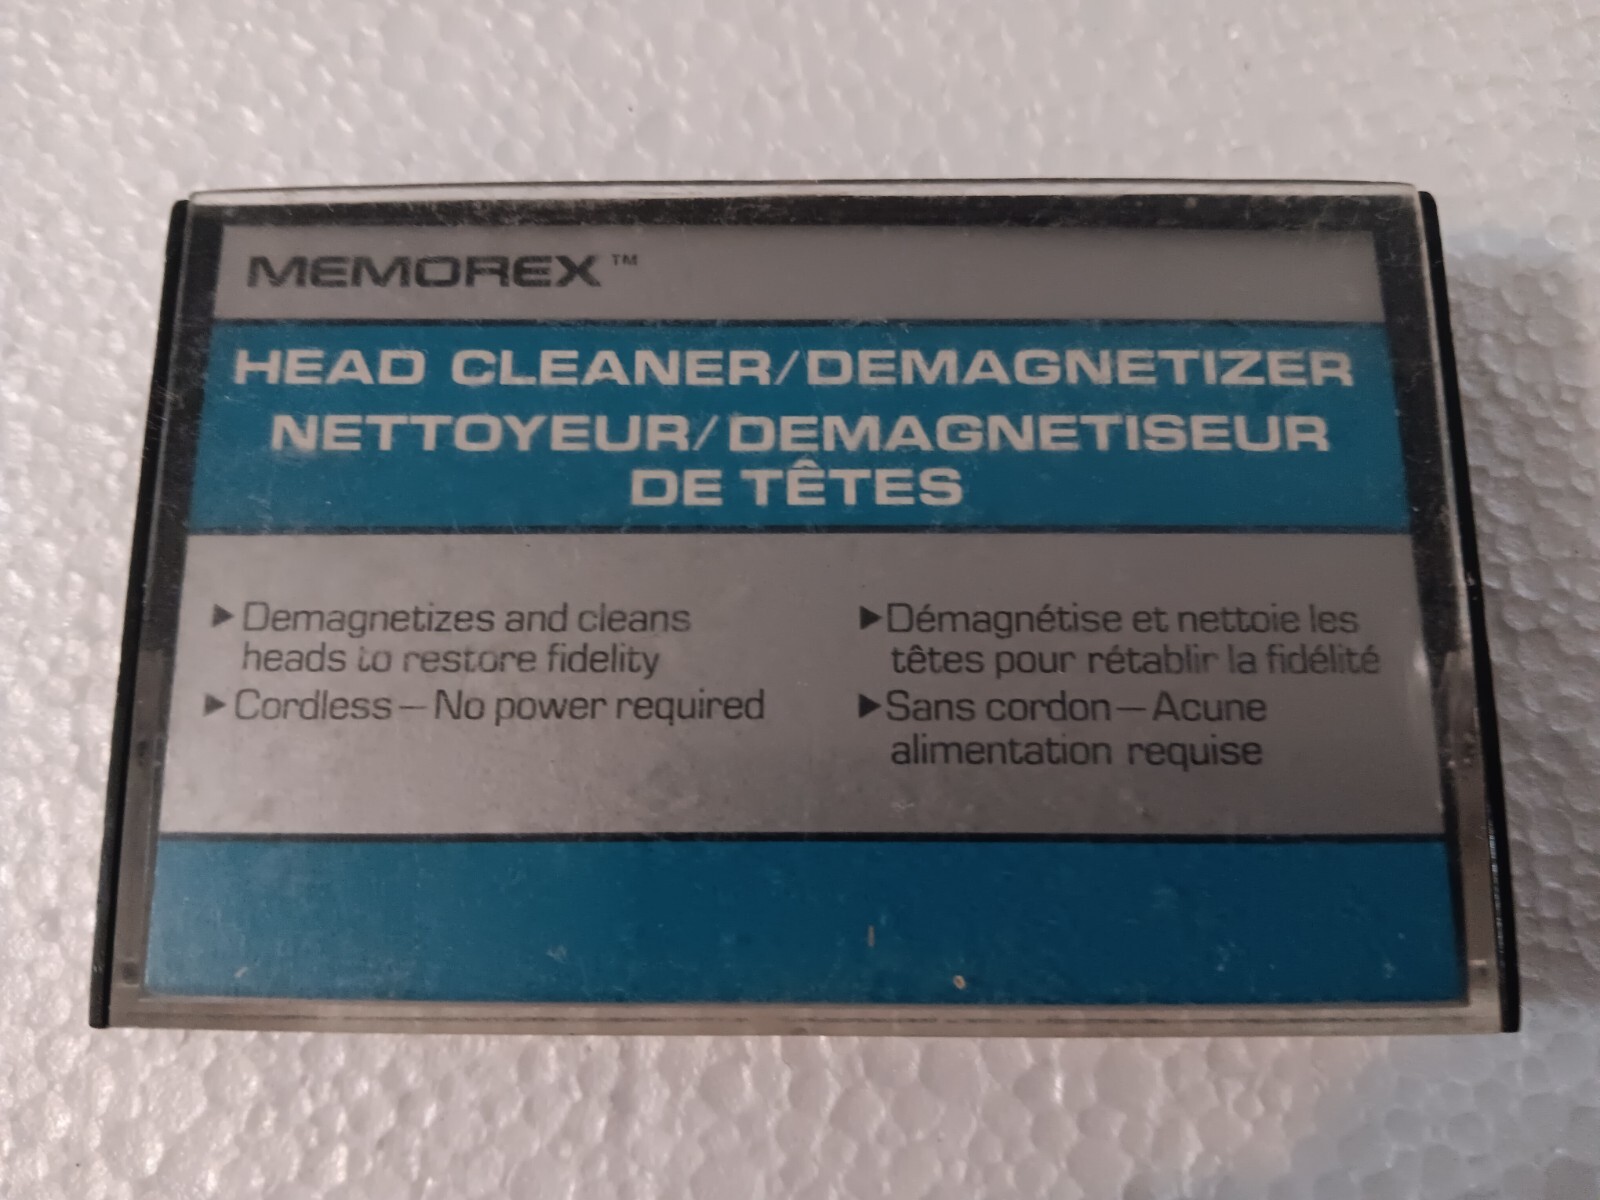 MEMOREX™
HEAD CLEANER/DEMAGNETIZER
NETTOYEUR/DEMAGNETISEUR
DE TÊTES
▶ Demagnetizes and cleans
heads to restore fidelity
▶ Cordless — No power required
▶ Démagnétise et nettoie les
têtes pour rétablir la fidélité
▶ Sans cordon — Acune
alimentation requise